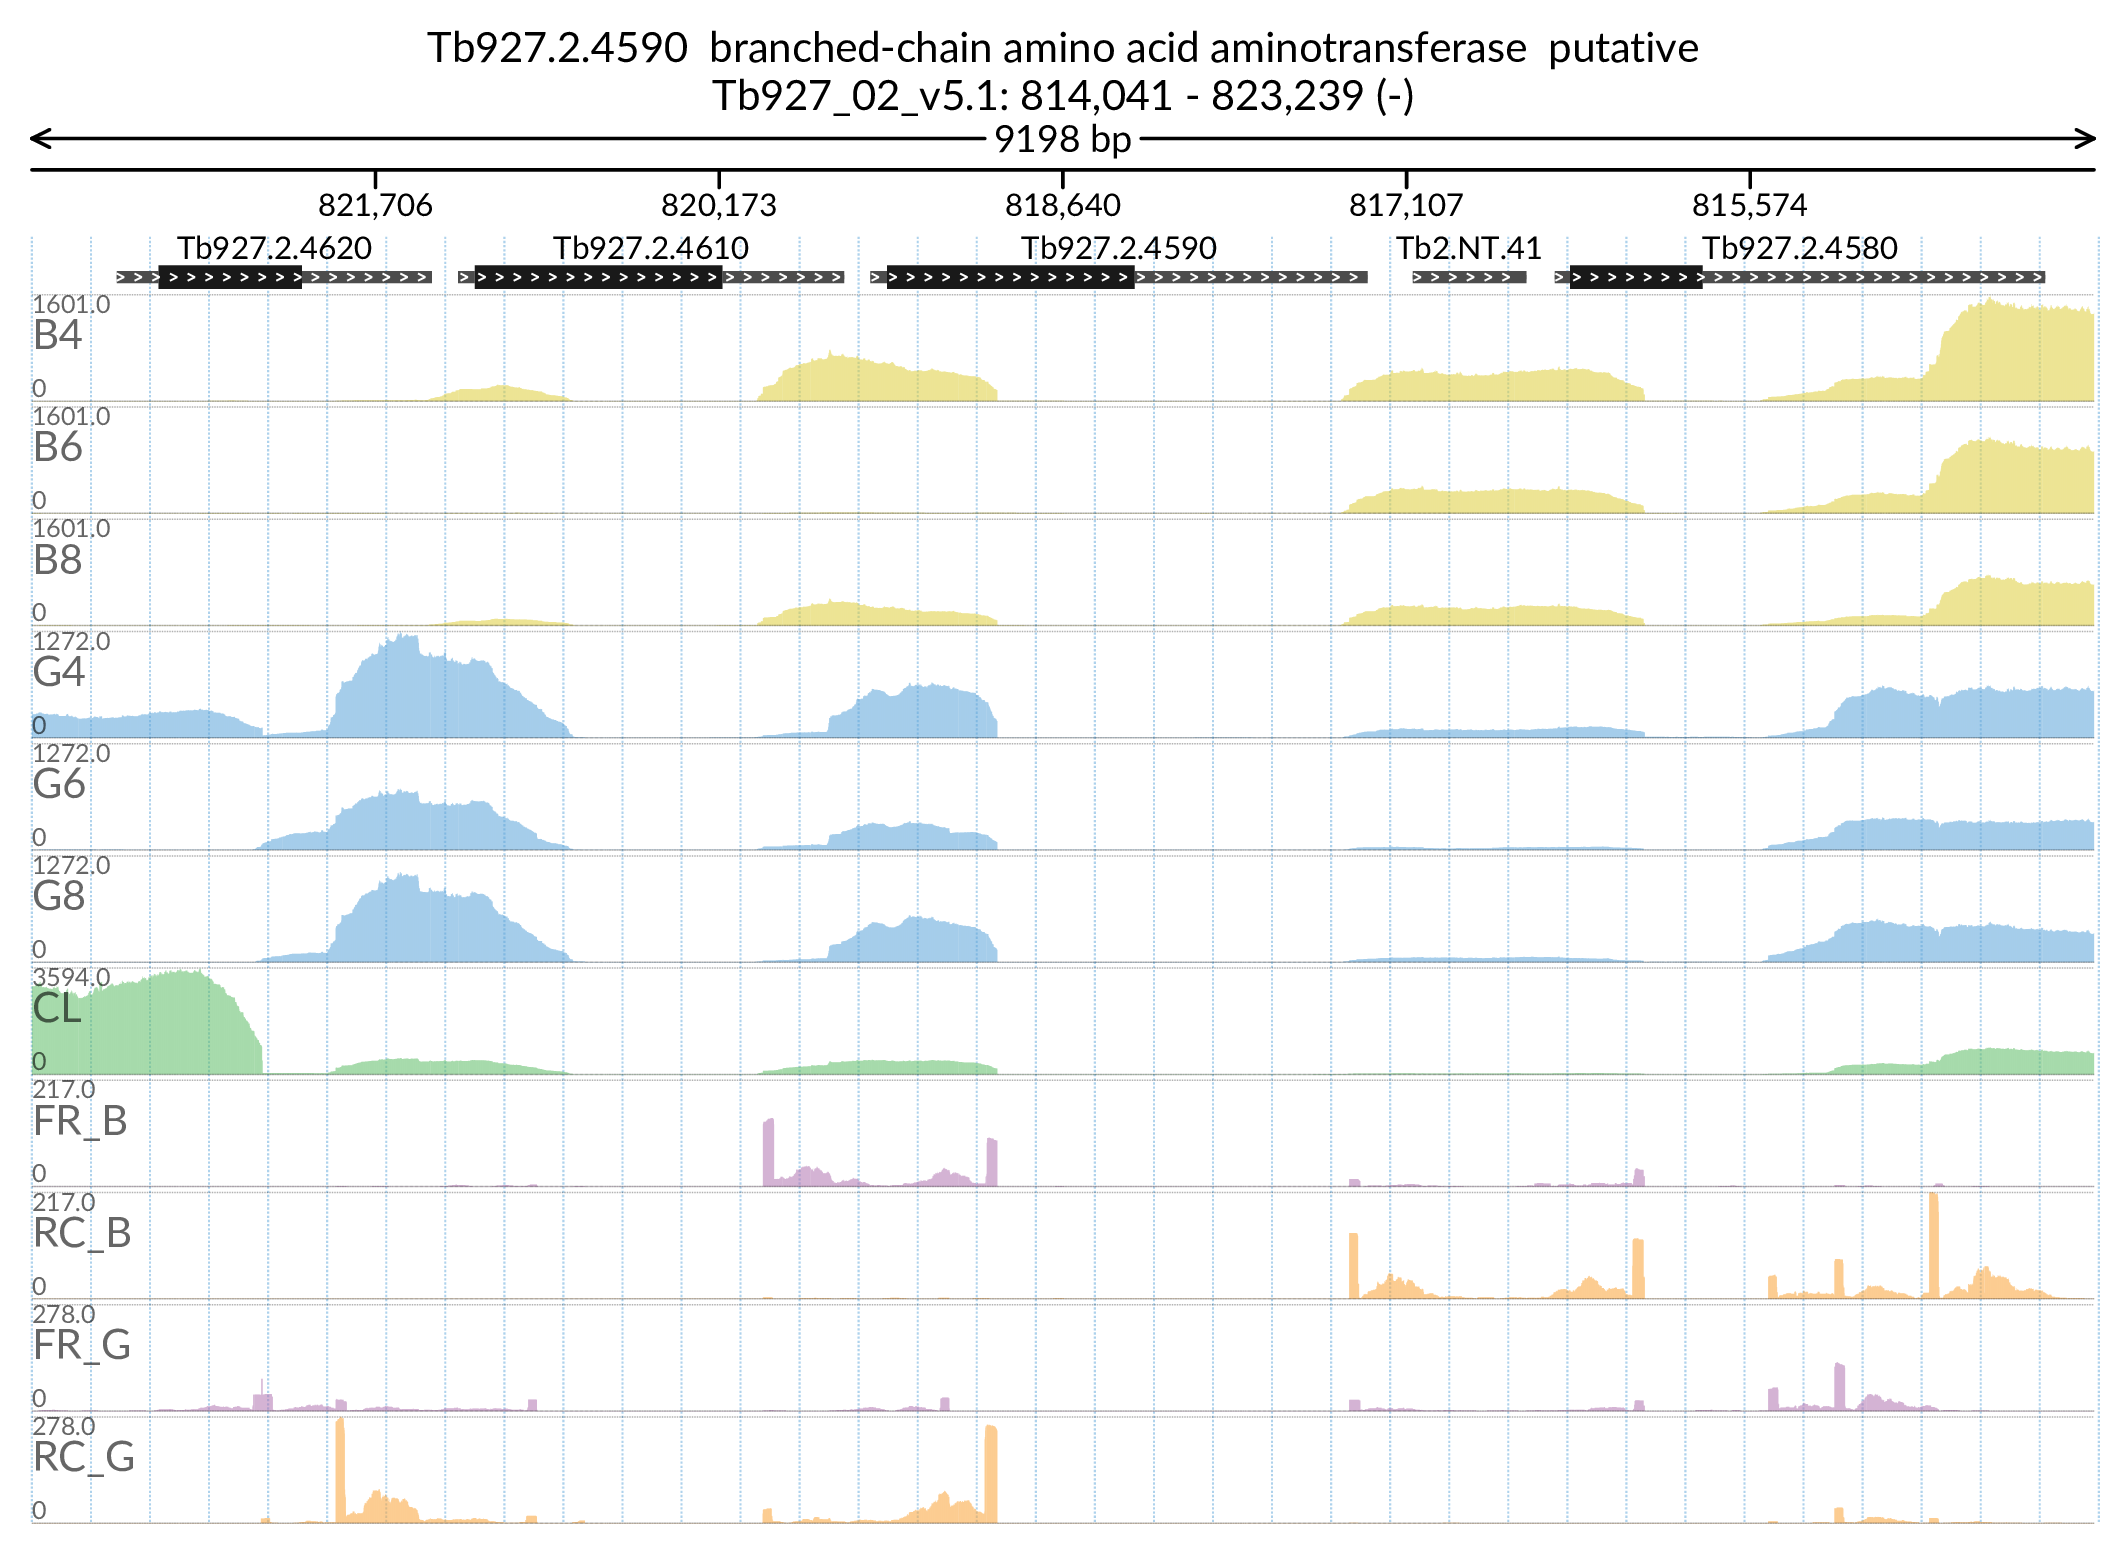 Tb927.2.4590  branched-chain amino acid aminotransferase  putative
Tb927_02_v5.1: 814,041 - 823,239 (-)
9198 bp
821,706 820,173 818,640 817,107 815,574
Tb927.2.4620 Tb927.2.4610 Tb927.2.4590 Tb2.NT.41 Tb927.2.4580
1601.0
B4
0
1601.0
B6
0
1601.0
B8
0
1272.0
G4
0
1272.0
G6
0
1272.0
G8
0
3594.0
CL
0
217.0
FR_B
0
217.0
RC_B
0
278.0
FR_G
0
278.0
RC_G
0